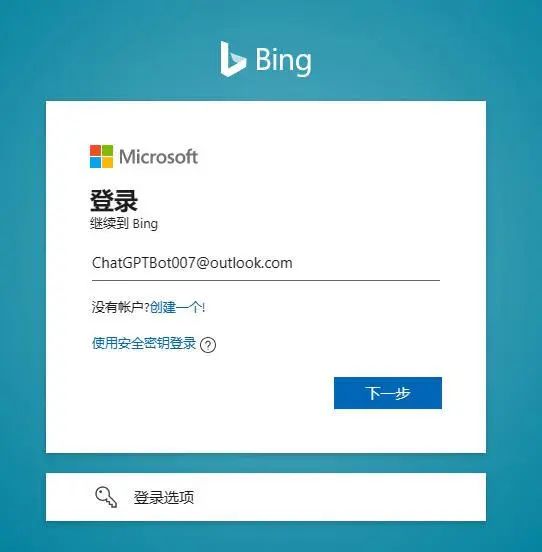 Bing
Microsoft
登录
继续到 Bing
ChatGPTBot007@outlook.com
没有帐户?创建一个!
使用安全密钥登录 ?
下一步
登录选项